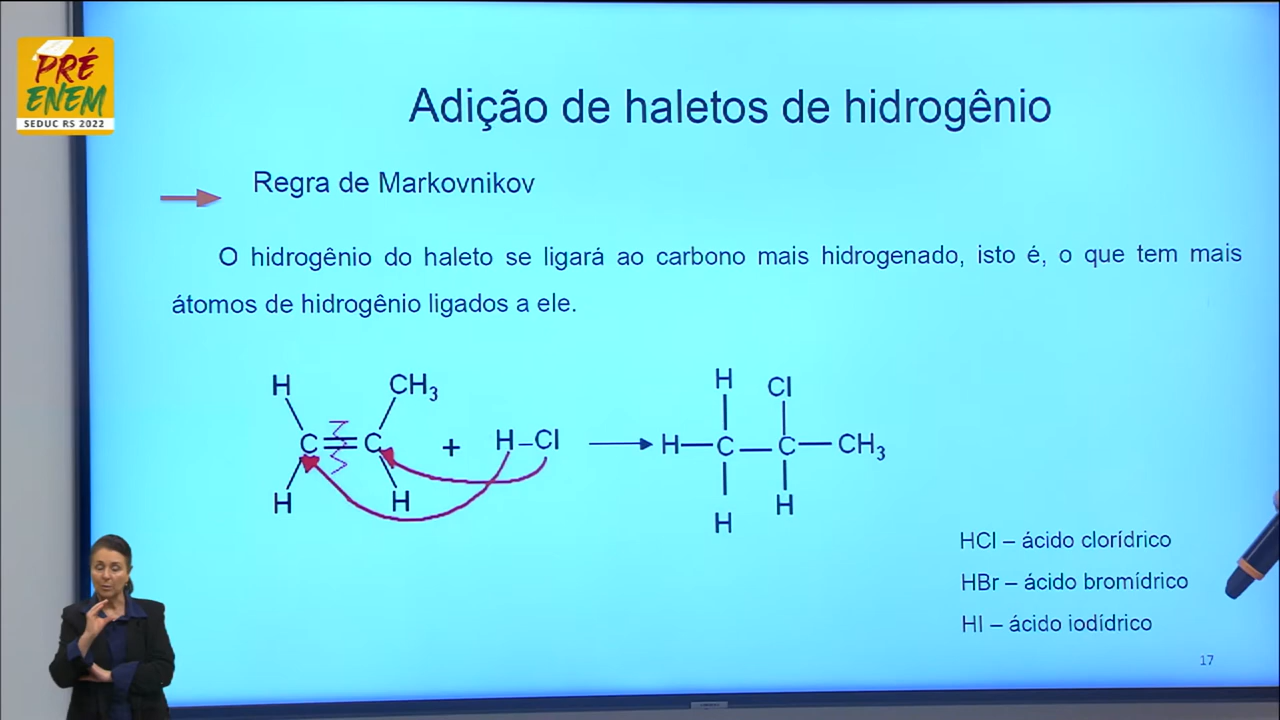 PRÉ
ENEM
SEDUC RS 2022
Adição de haletos de hidrogênio
Regra de Markovnikov
O hidrogênio do haleto se ligará ao carbono mais hidrogenado, isto é, o que tem mais
átomos de hidrogênio ligados a ele.
H CH₃ H Cl
C=C + H–Cl H–C–C–CH₃
H H H H
HCl – ácido clorídrico
HBr – ácido bromídrico
HI – ácido iodídrico
17